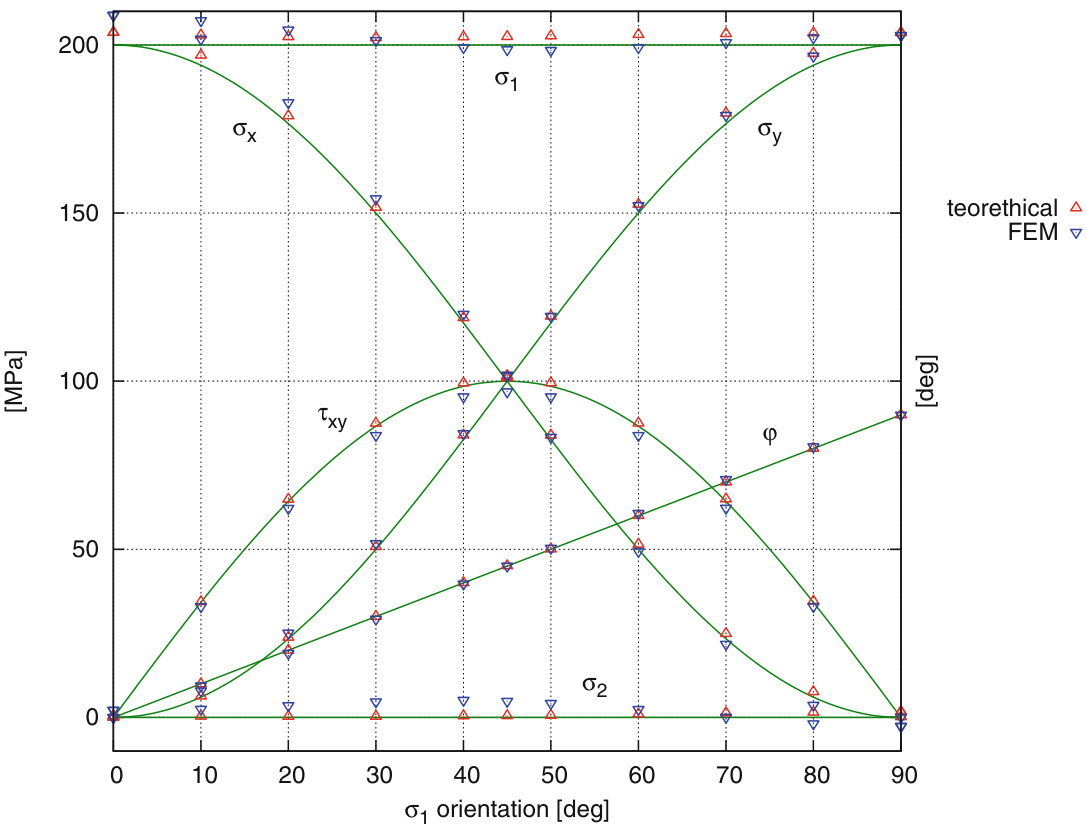 200
σ1
σx
σy
150
teorethical
FEM
[MPa]
100
[deg]
τxy
φ
50
σ2
0
0 10 20 30 40 50 60 70 80 90
σ1 orientation [deg]